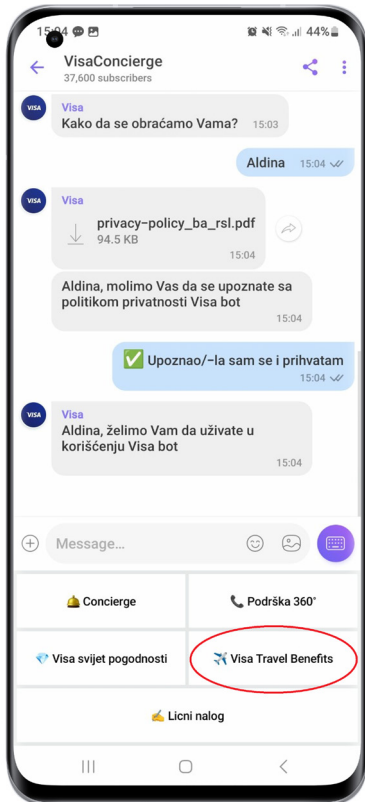 15:04
44%
VisaConcierge
37,600 subscribers
VISA
Visa
Kako da se obraćamo Vama? 15:03
Aldina 15:04
VISA
Visa
privacy-policy_ba_rsl.pdf
94.5 KB
15:04
Aldina, molimo Vas da se upoznate sa
politikom privatnosti Visa bot
15:04
Upoznao/-la sam se i prihvatam
15:04
VISA
Visa
Aldina, želimo Vam da uživate u
korišćenju Visa bot
15:04
Message...
Concierge
Podrška 360°
Visa svijet pogodnosti
Visa Travel Benefits
Licni nalog